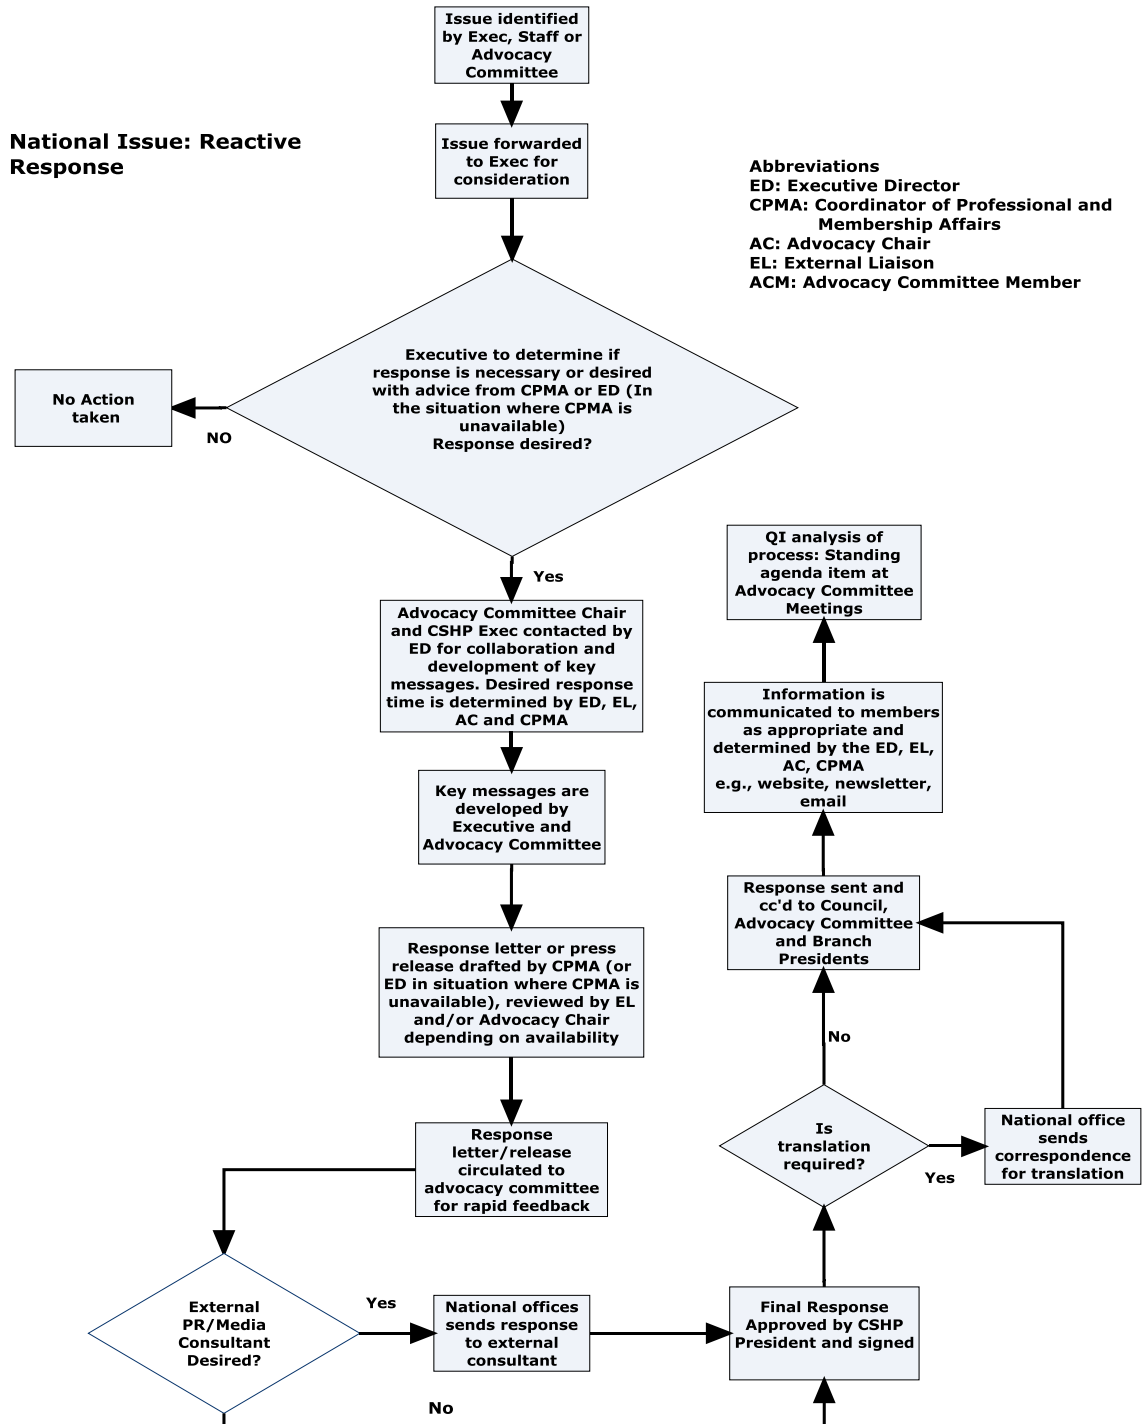 Issue identified
by Exec, Staff or
Advocacy
Committee
National Issue: Reactive
Response
Issue forwarded
to Exec for
consideration
Abbreviations
ED: Executive Director
CPMA: Coordinator of Professional and
Membership Affairs
AC: Advocacy Chair
EL: External Liaison
ACM: Advocacy Committee Member
Executive to determine if
response is necessary or desired
with advice from CPMA or ED (In
the situation where CPMA is
unavailable)
Response desired?
NO
No Action
taken
Yes
Advocacy Committee Chair
and CSHP Exec contacted by
ED for collaboration and
development of key
messages. Desired response
time is determined by ED, EL,
AC and CPMA
Key messages are
developed by
Executive and
Advocacy Committee
Response letter or press
release drafted by CPMA (or
ED in situation where CPMA is
unavailable), reviewed by EL
and/or Advocacy Chair
depending on availability
Response
letter/release
circulated to
advocacy committee
for rapid feedback
External
PR/Media
Consultant
Desired?
Yes
National offices
sends response
to external
consultant
No
Final Response
Approved by CSHP
President and signed
Is
translation
required?
Yes
National office
sends
correspondence
for translation
No
Response sent and
cc'd to Council,
Advocacy Committee
and Branch
Presidents
Information is
communicated to members
as appropriate and
determined by the ED, EL,
AC, CPMA
e.g., website, newsletter,
email
QI analysis of
process: Standing
agenda item at
Advocacy Committee
Meetings